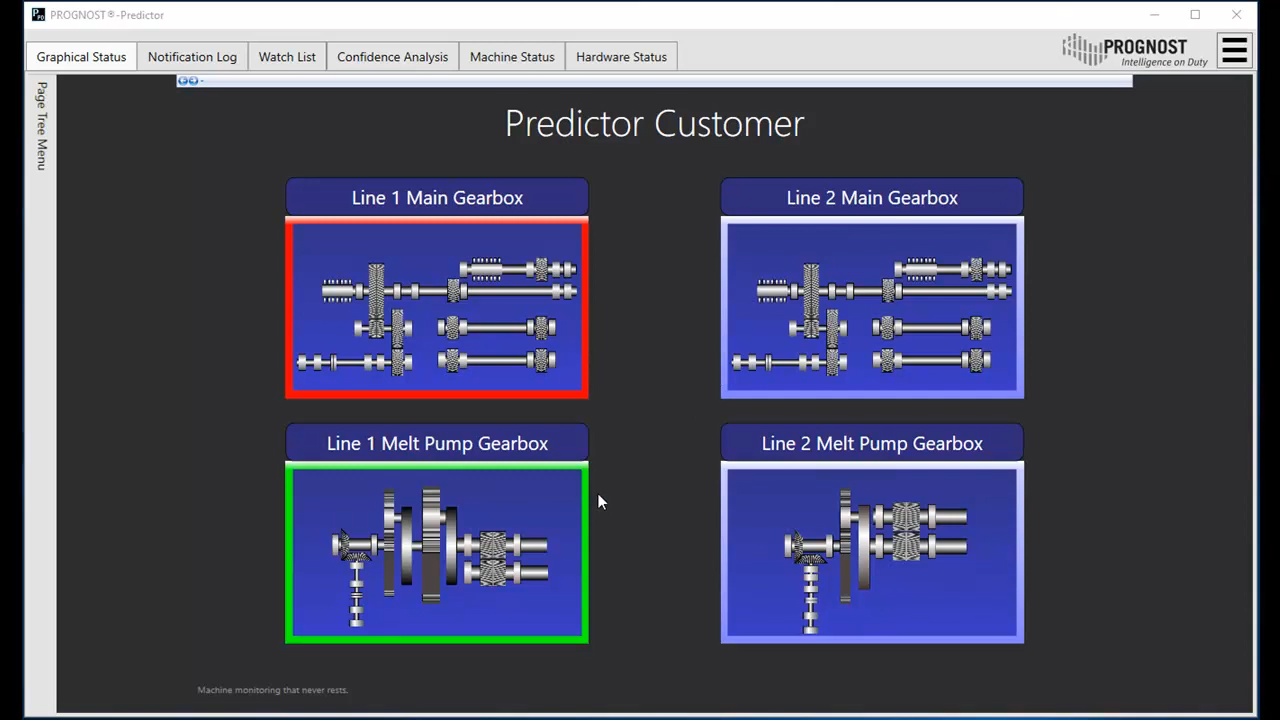 PROGNOST®-Predictor
Graphical Status
Notification Log
Watch List
Confidence Analysis
Machine Status
Hardware Status
PROGNOST
Intelligence on Duty
Page Tree Menu
Predictor Customer
Line 1 Main Gearbox
Line 2 Main Gearbox
Line 1 Melt Pump Gearbox
Line 2 Melt Pump Gearbox
Machine monitoring that never rests.